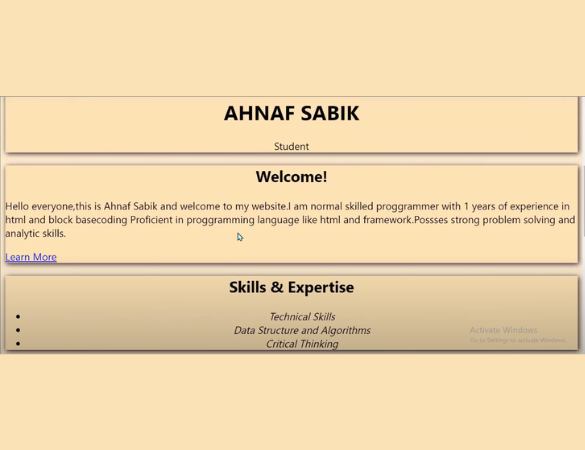 AHNAF SABIK
Student
Welcome!
Hello everyone,this is Ahnaf Sabik and welcome to my website.I am normal skilled proggrammer with 1 years of experience in
html and block basecoding Proficient in proggramming language like html and framework.Possses strong problem solving and
analytic skills.
Learn More
Skills & Expertise
Technical Skills
Data Structure and Algorithms
Critical Thinking
Activate Windows
Go to Settings to activate Windows.